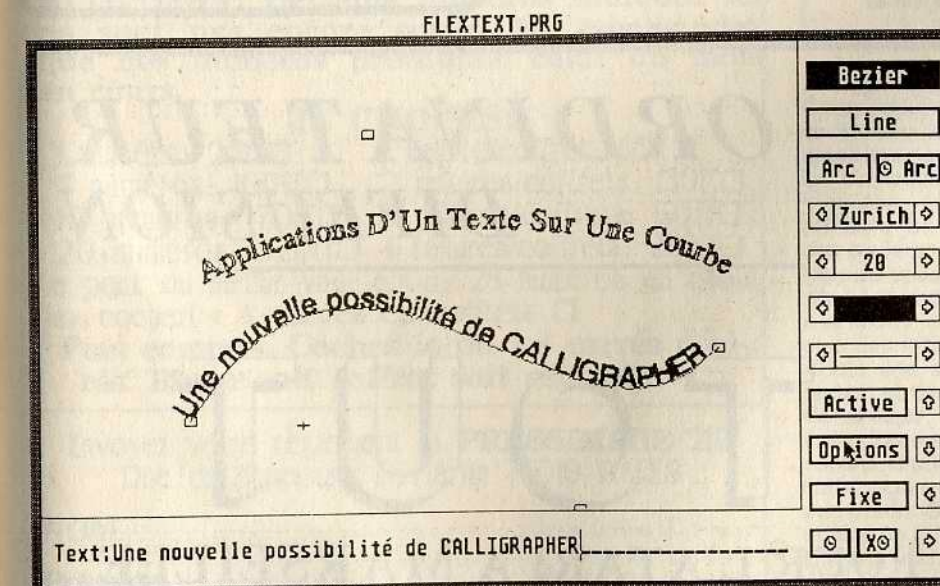 FLEXTEXT.PRG
Applications D'Un Texte Sur Une Courbe
Une nouvelle possibilité de CALLIGRAPHER
Text:Une nouvelle possibilité de CALLIGRAPHER
Bezier
Line
Arc Arc
Zurich
20
Active
Options
Fixe
X
ORDINATEUR